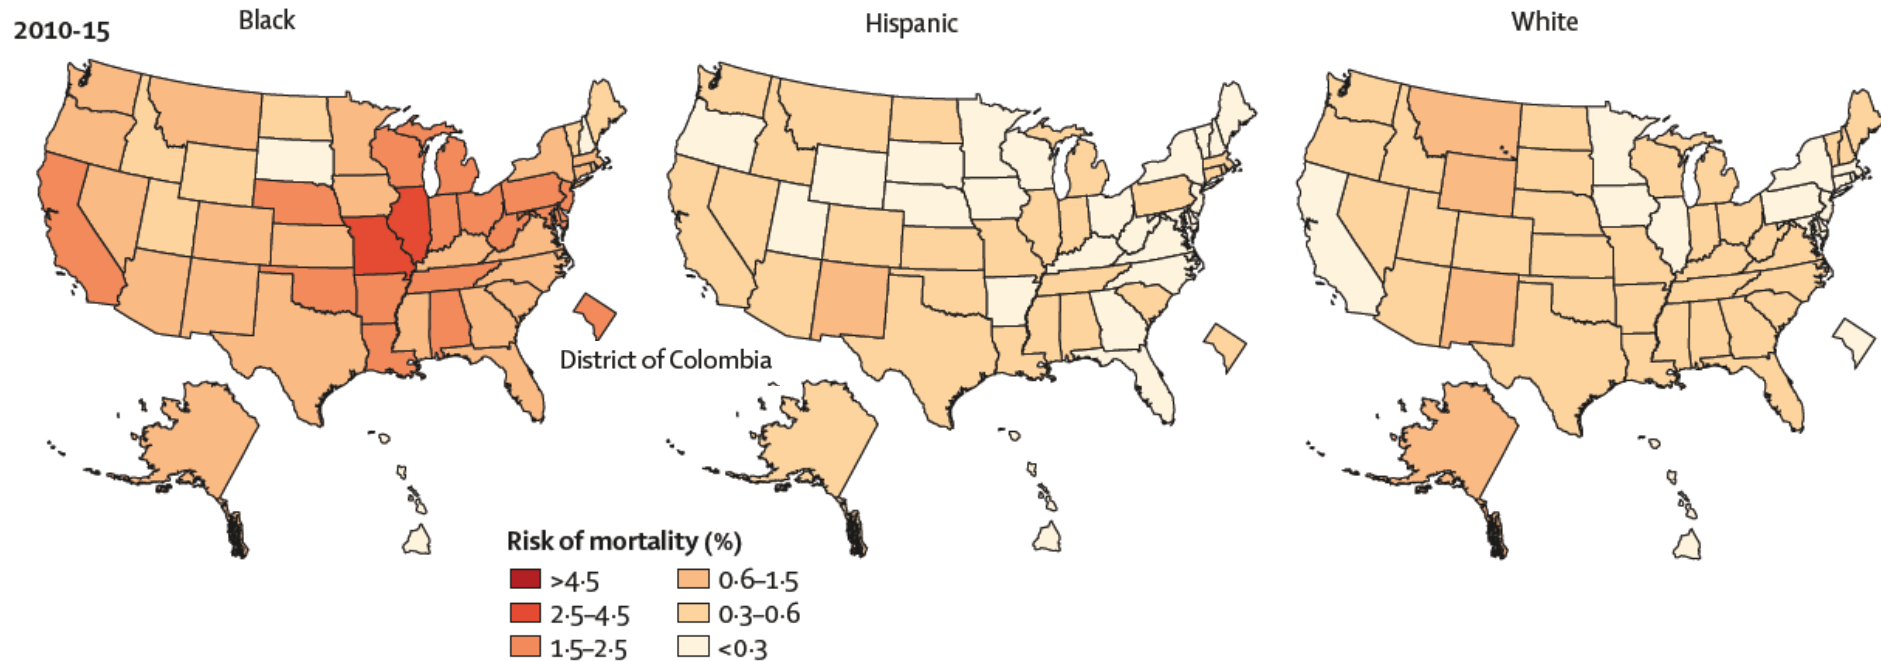 2010-15
Black
Hispanic
White
District of Colombia
Risk of mortality (%)
>4·5
2·5–4·5
1·5–2·5
0·6–1·5
0·3–0·6
<0·3